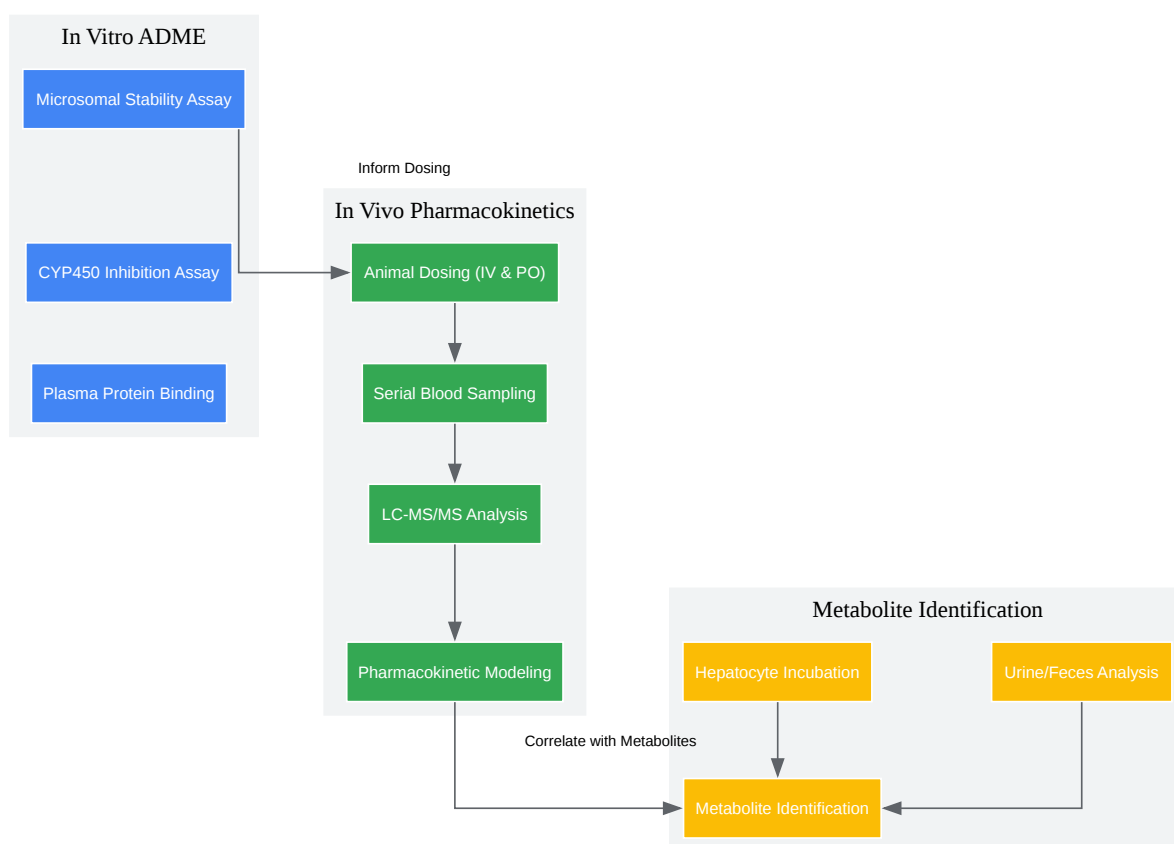 In Vitro ADME
Microsomal Stability Assay
CYP450 Inhibition Assay
Plasma Protein Binding
Inform Dosing
In Vivo Pharmacokinetics
Animal Dosing (IV & PO)
Serial Blood Sampling
LC-MS/MS Analysis
Pharmacokinetic Modeling
Correlate with Metabolites
Metabolite Identification
Hepatocyte Incubation
Urine/Feces Analysis
Metabolite Identification